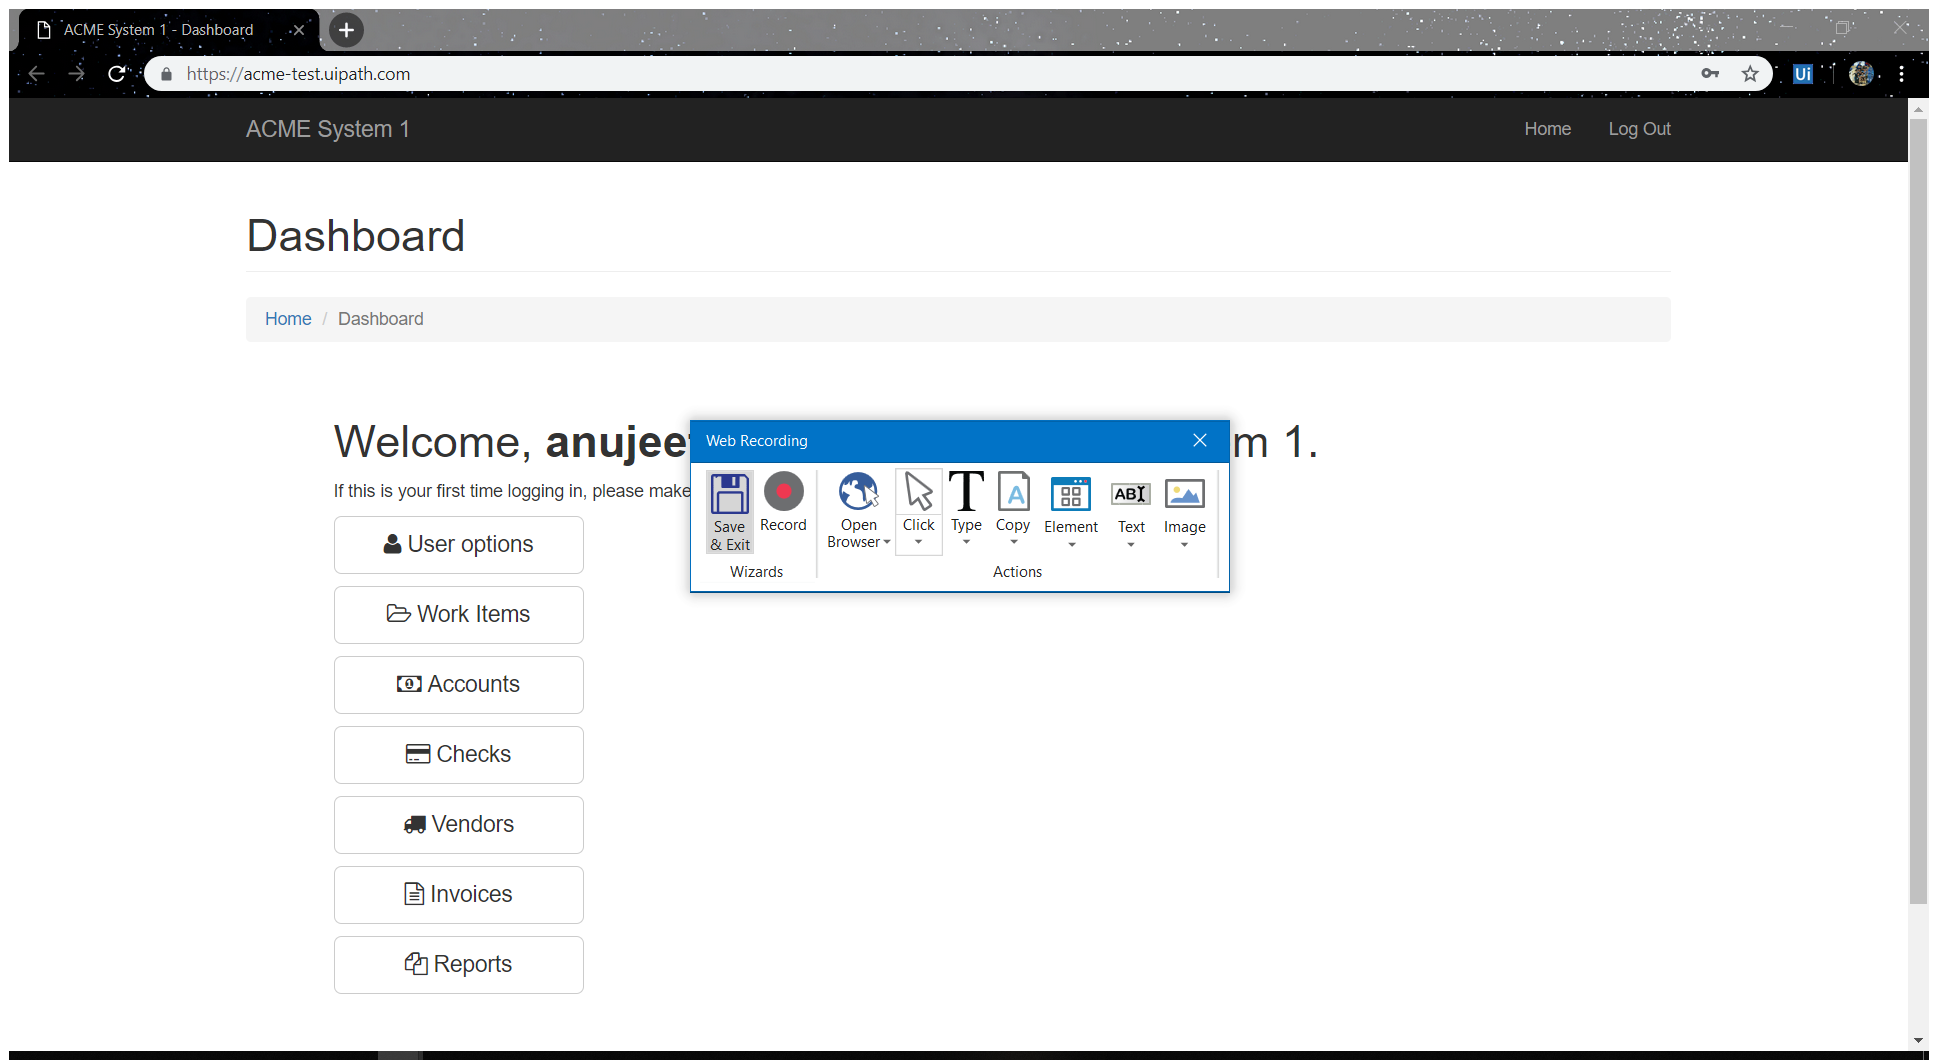 ACME System 1 - Dashboard
https://acme-test.uipath.com
Ui
ACME System 1
Home
Log Out
Dashboard
Home / Dashboard
Welcome, m 1.
If this is your first time logging in, please make
User options
Work Items
Accounts
Checks
Vendors
Invoices
Reports
Web Recording
Save & Exit
Record
Open Browser
Click
Type
Copy
Element
Text
Image
Wizards
Actions